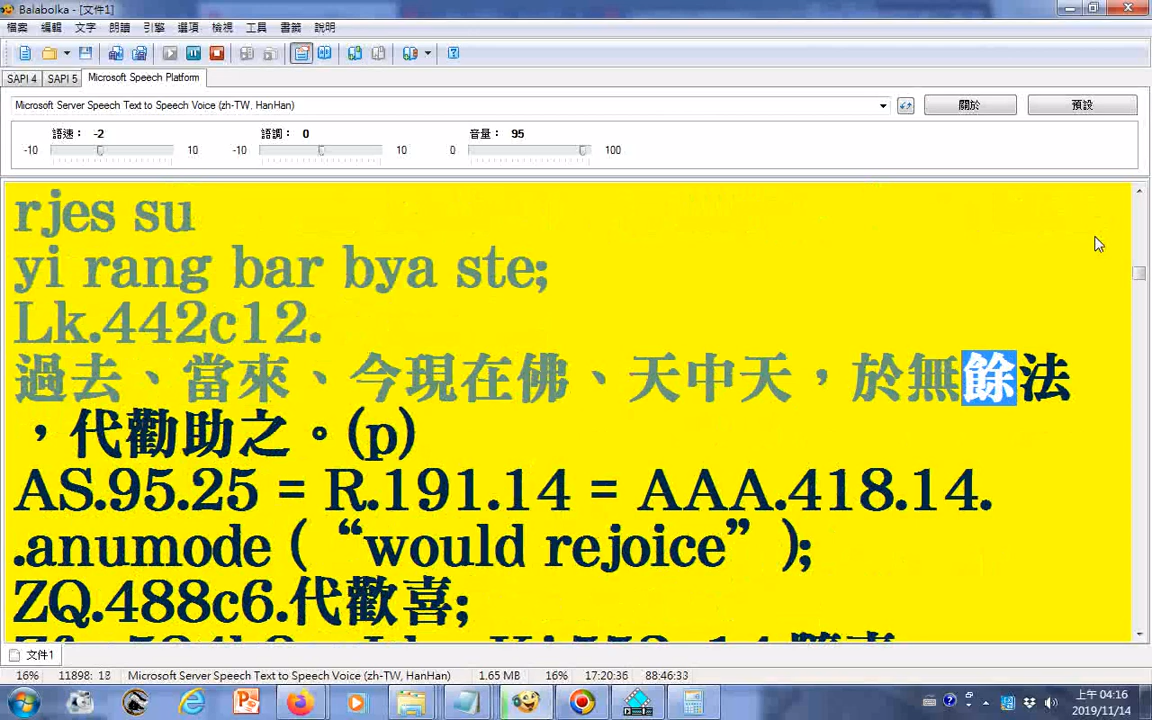 Balabolka - [文件1]
檔案 編輯 文字 朗讀 引擎 選項 檢視 工具 書籤 說明
SAPI 4 SAPI 5 Microsoft Speech Platform
Microsoft Server Speech Text to Speech Voice (zh-TW, HanHan) 關於 預設
語速： -2 語調： 0 音量： 95
-10 10 -10 10 0 100
rjes su
yi rang bar bya ste;
Lk.442c12.
過去、當來、今現在佛、天中天，於無餘法
，代勸助之。(p)
AS.95.25 = R.191.14 = AAA.418.14.
.anumode (“would rejoice”);
ZQ.488c6.代歡喜;
文件1
16% 11898: 13 Microsoft Server Speech Text to Speech Voice (zh-TW, HanHan) 1.65 MB 16% 17:20:36 88:46:33
上午 04:16
2019/11/14